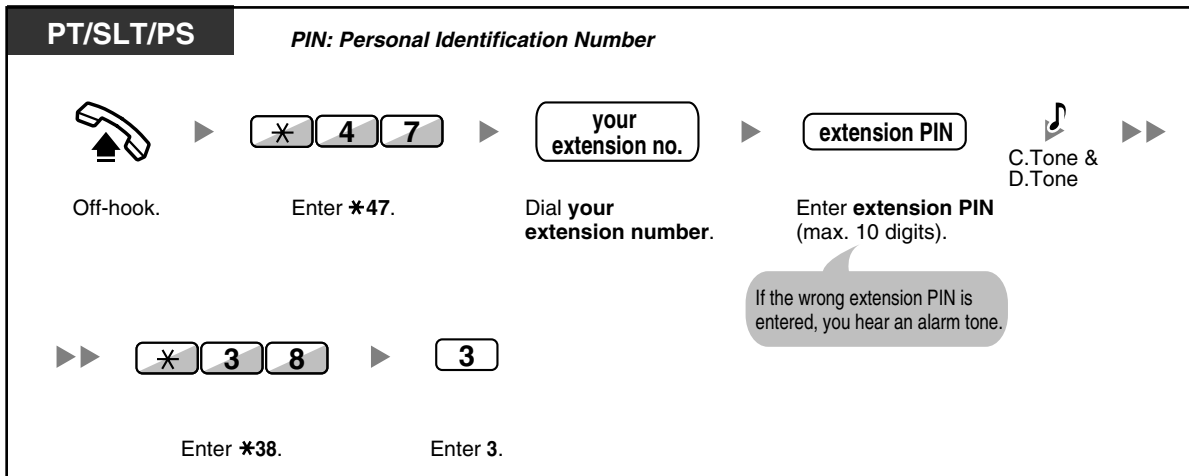 PT/SLT/PS
PIN: Personal Identification Number
* 4 7
your
extension no.
extension PIN
C.Tone &
D.Tone
Off-hook.
Enter *47.
Dial your
extension number.
Enter extension PIN
(max. 10 digits).
If the wrong extension PIN is
entered, you hear an alarm tone.
* 3 8
3
Enter *38.
Enter 3.